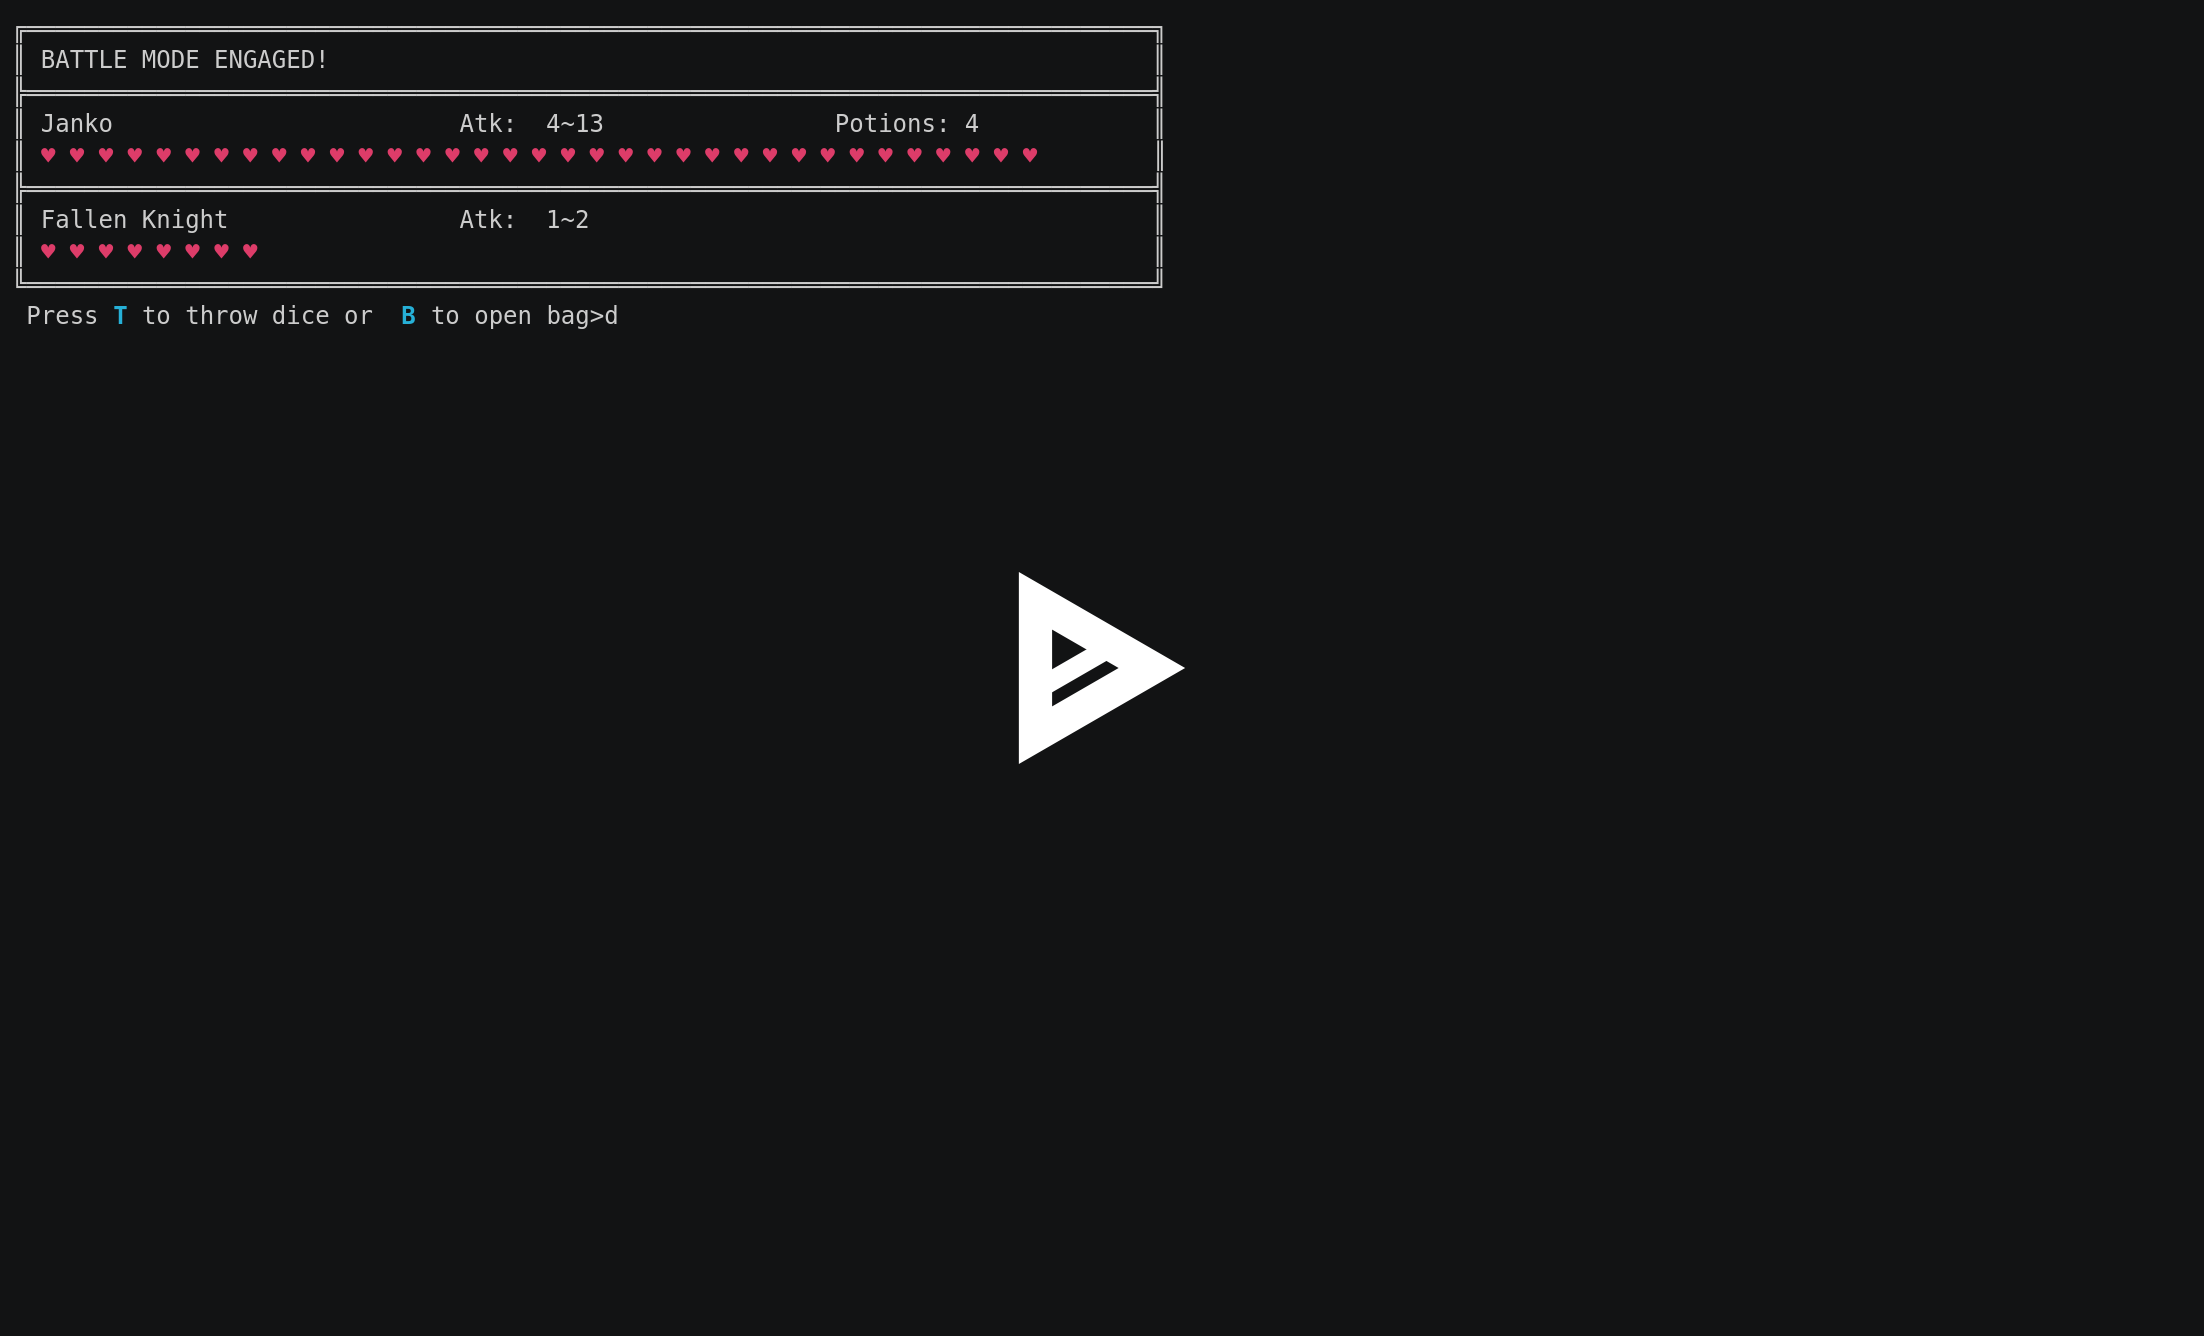 BATTLE MODE ENGAGED!
Janko Atk: 4~13 Potions: 4
♥ ♥ ♥ ♥ ♥ ♥ ♥ ♥ ♥ ♥ ♥ ♥ ♥ ♥ ♥ ♥ ♥ ♥ ♥ ♥ ♥ ♥ ♥ ♥ ♥ ♥ ♥ ♥ ♥ ♥ ♥ ♥ ♥ ♥ ♥
Fallen Knight Atk: 1~2
♥ ♥ ♥ ♥ ♥ ♥ ♥ ♥
Press T to throw dice or B to open bag>d